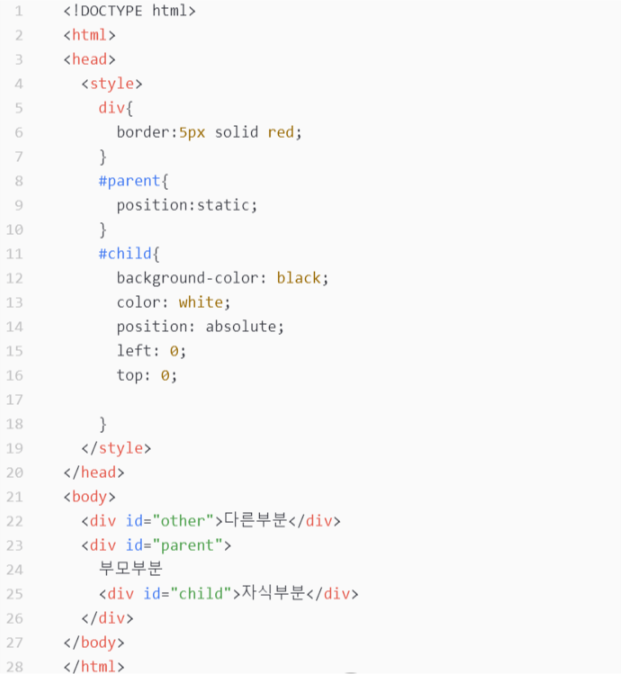 1 <!DOCTYPE html>
2 <html>
3 <head>
4 <style>
5 div{
6 border:5px solid red;
7 }
8 #parent{
9 position:static;
10 }
11 #child{
12 background-color: black;
13 color: white;
14 position: absolute;
15 left: 0;
16 top: 0;
17
18 }
19 </style>
20 </head>
21 <body>
22 <div id="other">다른부분</div>
23 <div id="parent">
24 부모부분
25 <div id="child">자식부분</div>
26 </div>
27 </body>
28 </html>